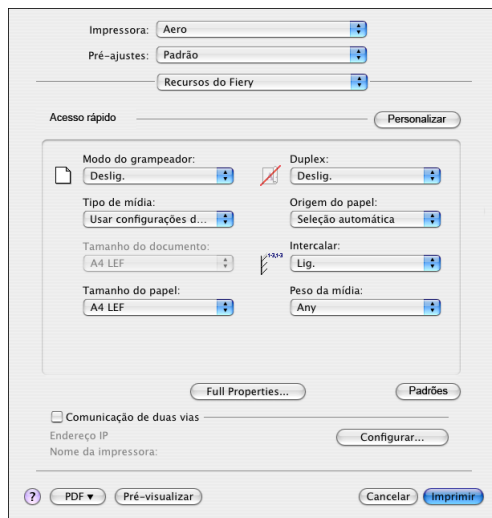 Impressora: Aero
Pré-ajustes: Padrão
Recursos do Fiery
Acesso rápido Personalizar
Modo do grampeador: Duplex:
Deslig. Deslig.
Tipo de mídia: Origem do papel:
Usar configurações d... Seleção automática
Tamanho do documento: Intercalar:
A4 LEF Lig.
Tamanho do papel: Peso da mídia:
A4 LEF Any
Full Properties... Padrões
Comunicação de duas vias
Endereço IP Configurar...
Nome da impressora:
? PDF ▼ Pré-visualizar Cancelar Imprimir